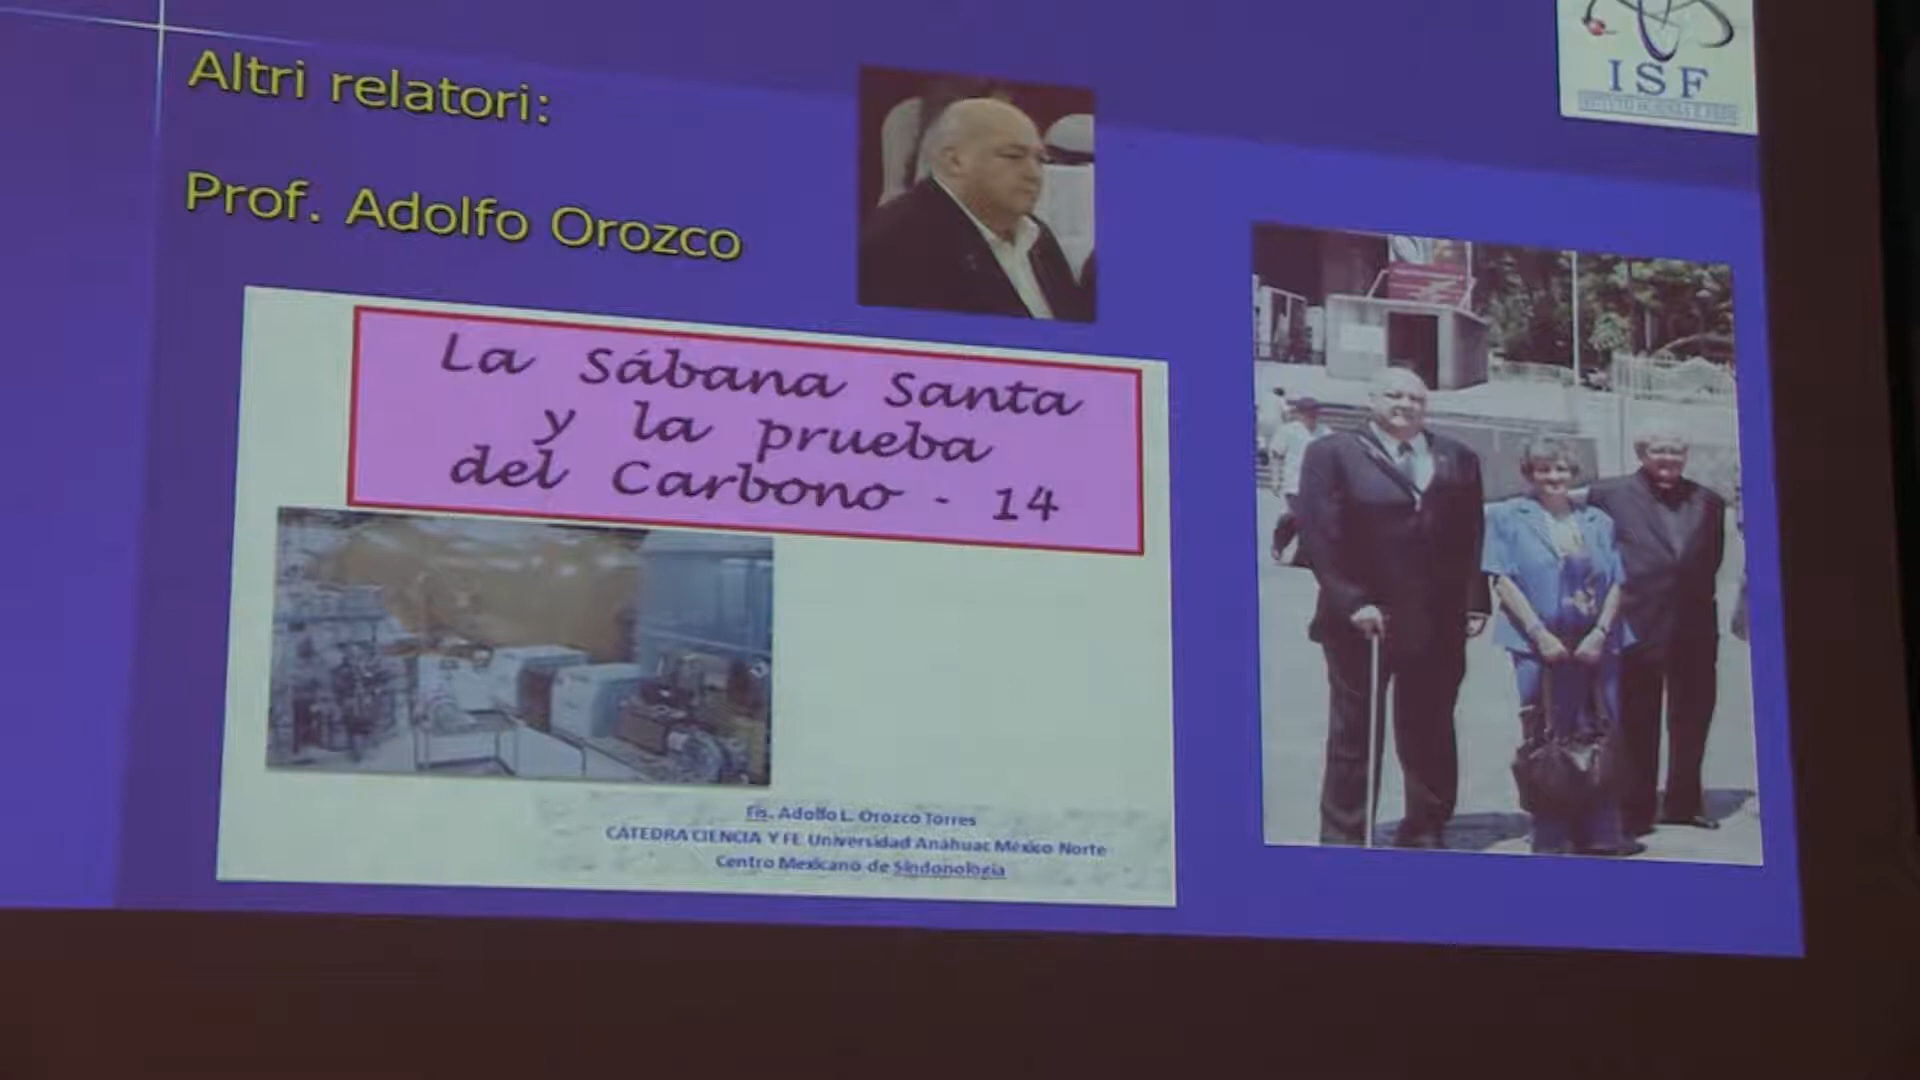 Altri relatori:
ISF
Prof. Adolfo Orozco
La Sábana Santa
y la prueba
del Carbono - 14
Fis. Adolfo L. Orozco Torres
CÁTEDRA CIENCIA Y FE Universidad Anáhuac México Norte
Centro Mexicano de Sindonología